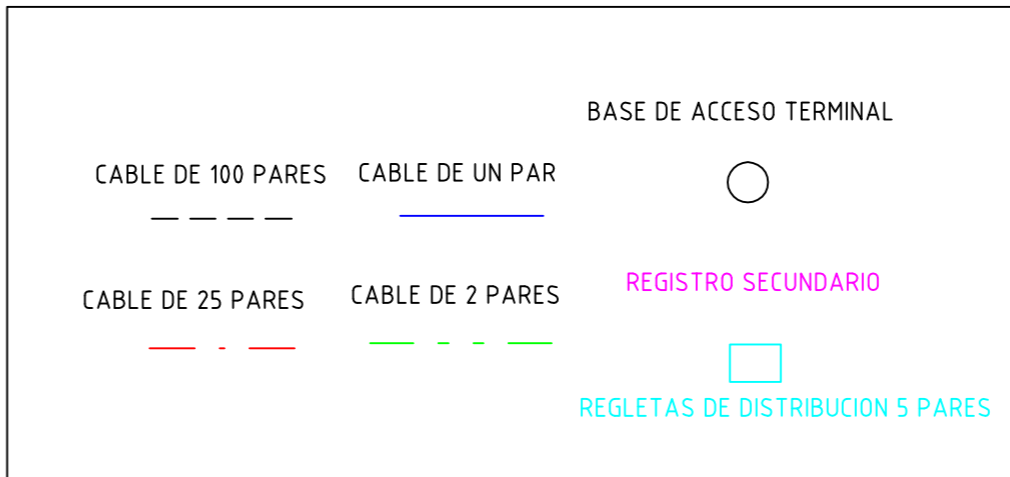 BASE DE ACCESO TERMINAL
CABLE DE 100 PARES
CABLE DE UN PAR
REGISTRO SECUNDARIO
CABLE DE 25 PARES
CABLE DE 2 PARES
REGLETAS DE DISTRIBUCION 5 PARES